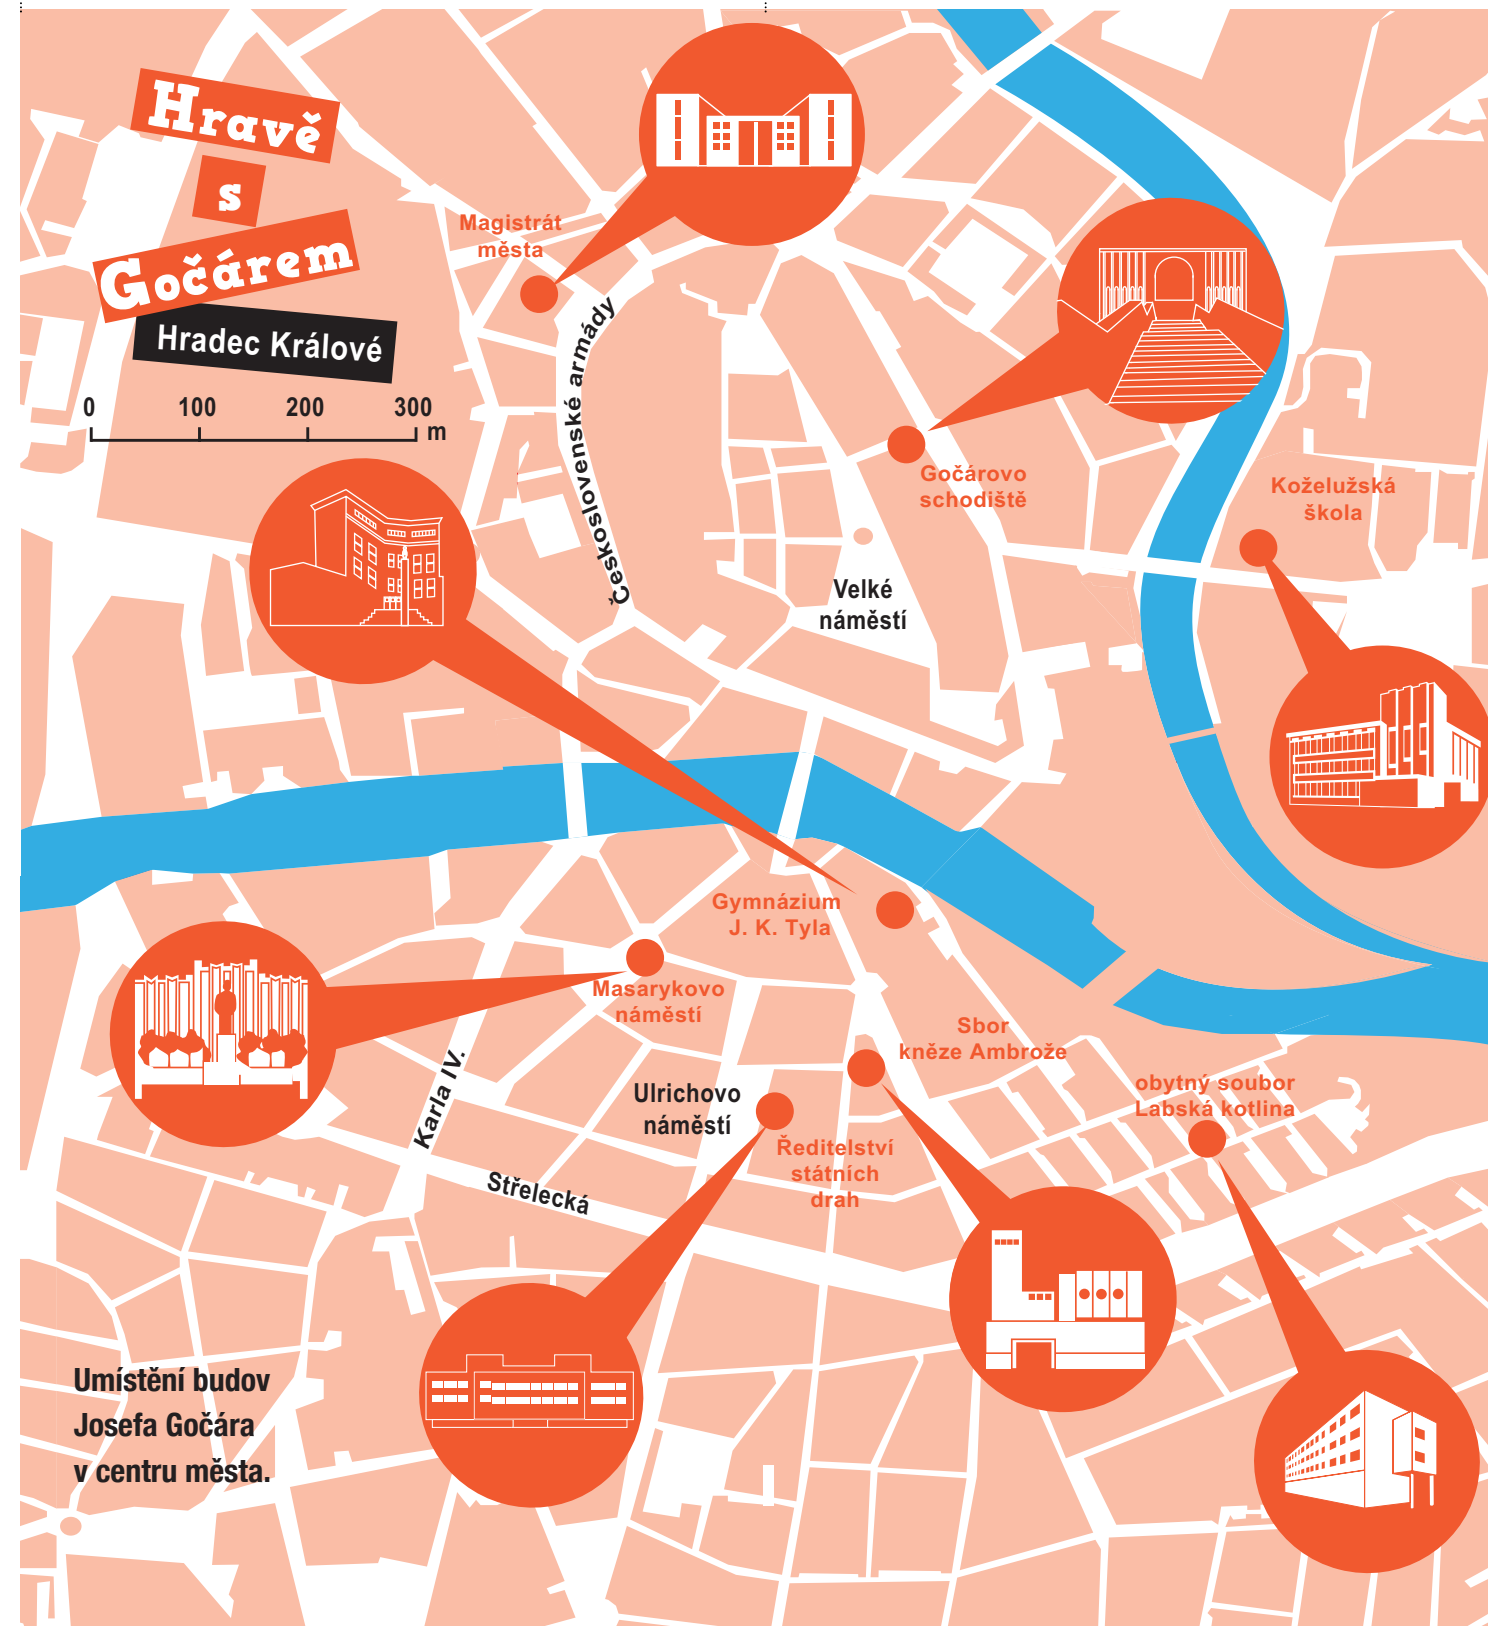 Hravě
s
Gočárem
Hradec Králové
0 100 200 300
m
Magistrát
města
Československé armády
Gočárovo
schodiště
Koželužská
škola
Velké
náměstí
Gymnázium
J. K. Tyla
Masarykovo
náměstí
Sbor
kněze Ambrože
Karla IV.
Ulrichovo
náměstí
obytný soubor
Labská kotlina
Ředitelství
státních
drah
Střelecká
Umístění budov
Josefa Gočára
v centru města.